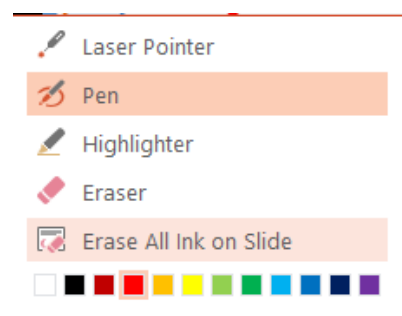 Laser Pointer
Pen
Highlighter
Eraser
Erase All Ink on Slide